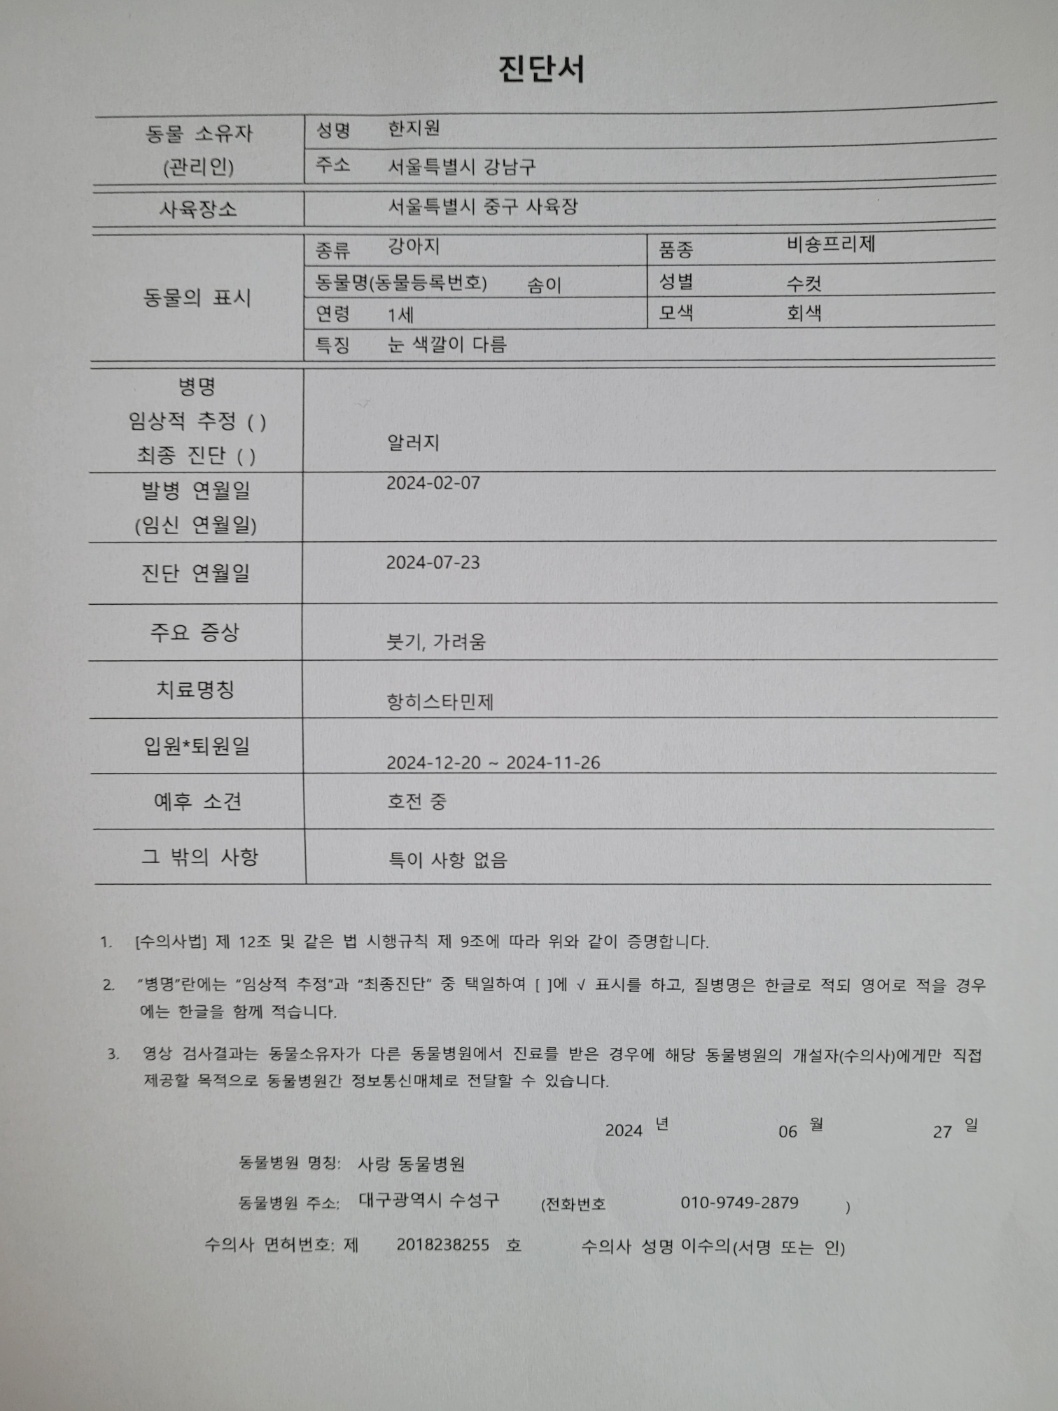 진단서
동물 소유자
(관리인)
성명 한지원
주소 서울특별시 강남구
사육장소 서울특별시 중구 사육장
동물의 표시
종류 강아지 품종 비숑프리제
동물명(동물등록번호) 솜이 성별 수컷
연령 1세 모색 회색
특징 눈 색깔이 다름
병명
임상적 추정 ( )
최종 진단 ( )
알러지
발병 연월일
(임신 연월일)
2024-02-07
진단 연월일 2024-07-23
주요 증상 붓기, 가려움
치료명칭 항히스타민제
입원*퇴원일 2024-12-20 ~ 2024-11-26
예후 소견 호전 중
그 밖의 사항 특이 사항 없음
1. [수의사법] 제 12조 및 같은 법 시행규칙 제 9조에 따라 위와 같이 증명합니다.
2. "병명"란에는 "임상적 추정"과 "최종진단" 중 택일하여 [ ]에 √ 표시를 하고, 질병명은 한글로 적되 영어로 적을 경우
에는 한글을 함께 적습니다.
3. 영상 검사결과는 동물소유자가 다른 동물병원에서 진료를 받은 경우에 해당 동물병원의 개설자(수의사)에게만 직접
제공할 목적으로 동물병원간 정보통신매체로 전달할 수 있습니다.
2024 년 06 월 27 일
동물병원 명칭: 사랑 동물병원
동물병원 주소: 대구광역시 수성구 (전화번호 010-9749-2879 )
수의사 면허번호: 제 2018238255 호 수의사 성명 이수의(서명 또는 인)